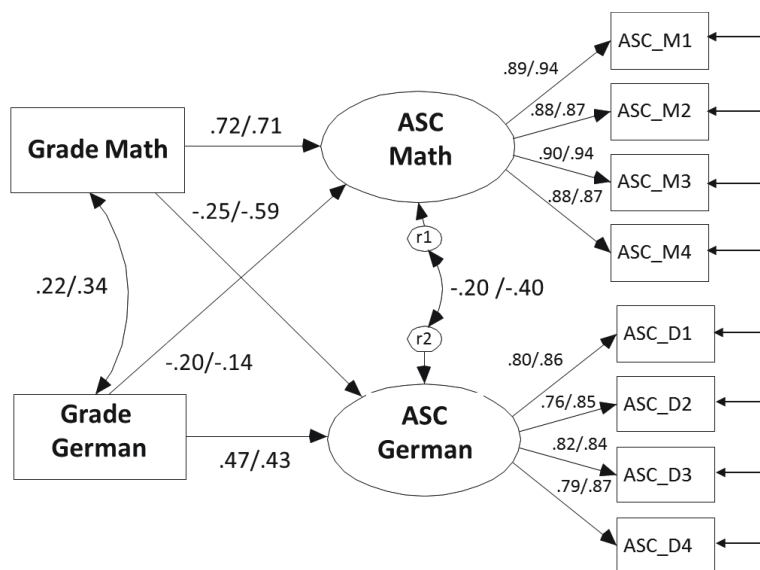 ASC_M1
.89/.94
ASC_M2
.88/.87
Grade Math
.72/.71
ASC
Math
.90/.94
ASC_M3
.88/.87
ASC_M4
-.25/-.59
r1
.22/.34
-.20 /-.40
r2
-.20/-.14
ASC_D1
.80/.86
.76/.85
ASC_D2
Grade
German
.47/.43
ASC
German
.82/.84
ASC_D3
.79/.87
ASC_D4